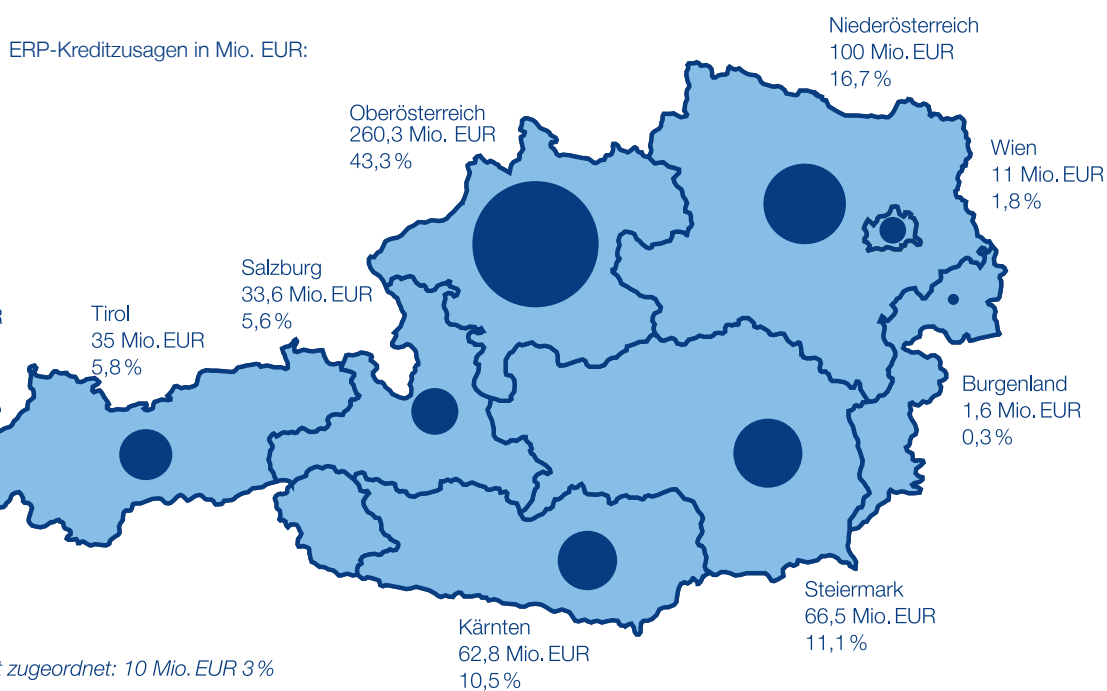 ERP-Kreditzusagen in Mio. EUR:
Niederösterreich
100 Mio. EUR
16,7 %
Oberösterreich
260,3 Mio. EUR
43,3 %
Wien
11 Mio. EUR
1,8 %
Salzburg
33,6 Mio. EUR
5,6 %
Tirol
35 Mio. EUR
5,8 %
Burgenland
1,6 Mio. EUR
0,3 %
Steiermark
66,5 Mio. EUR
11,1 %
Kärnten
62,8 Mio. EUR
10,5 %
zugeordnet: 10 Mio. EUR 3 %